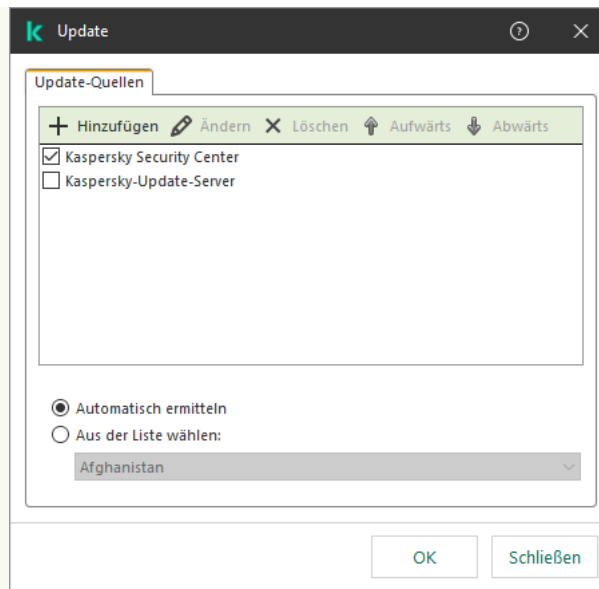 Update
Update-Quellen
Hinzufügen Ändern Löschen Aufwärts Abwärts
Kaspersky Security Center
Kaspersky-Update-Server
Automatisch ermitteln
Aus der Liste wählen:
Afghanistan
OK Schließen